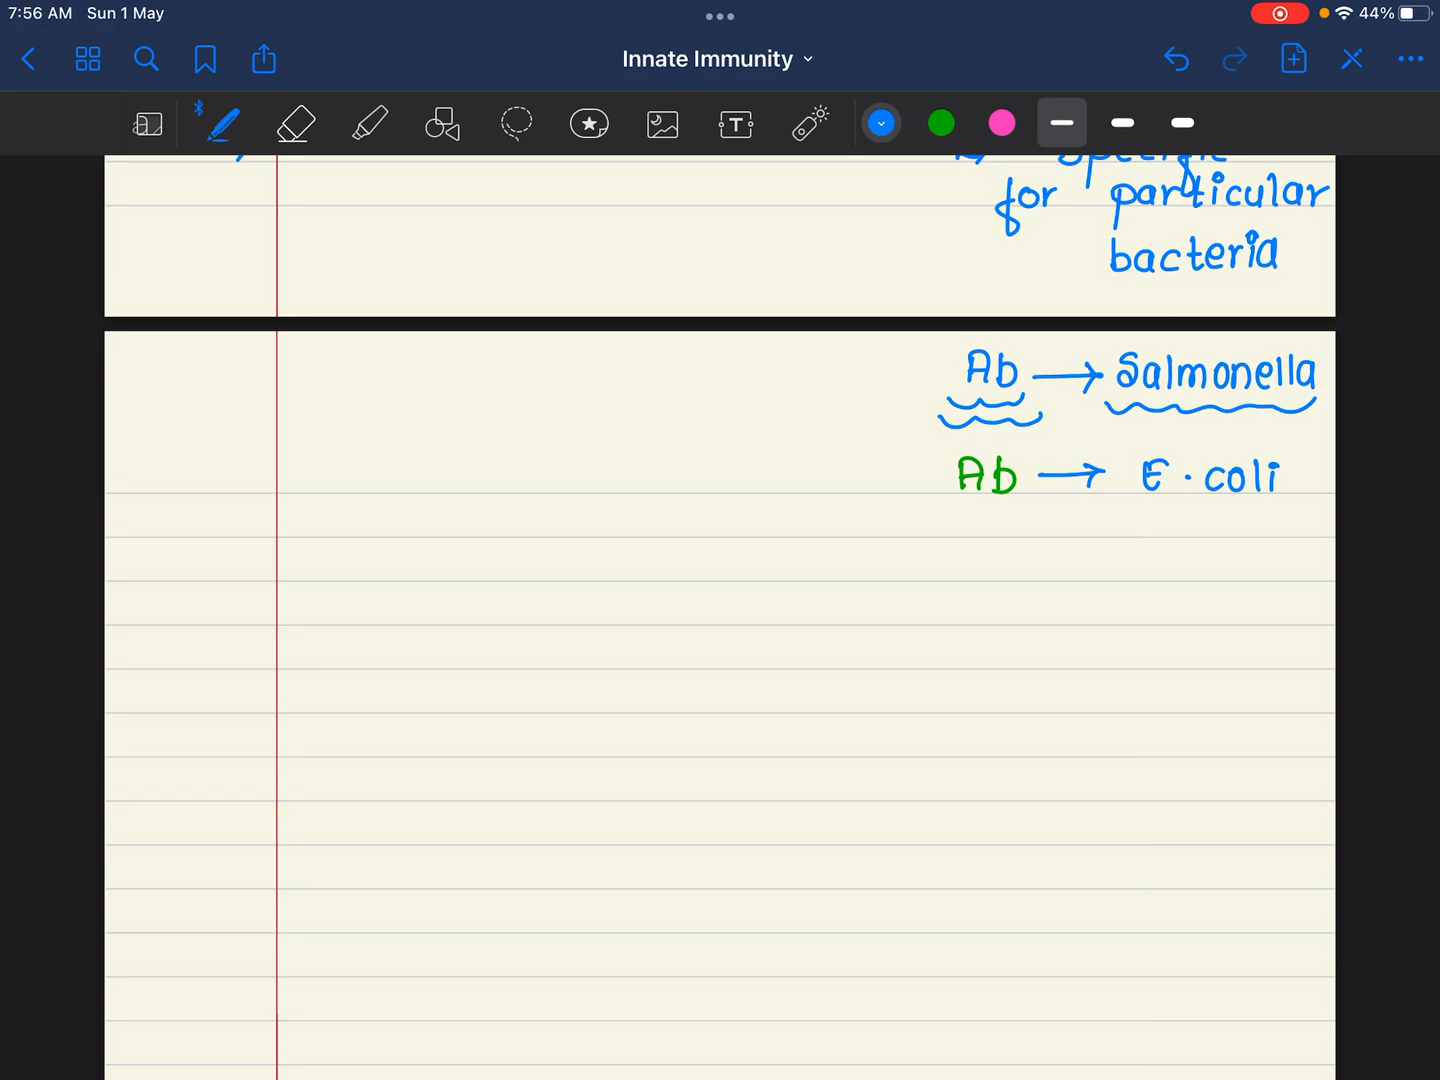 7:56 AM Sun 1 May
44%
Innate Immunity
T
for particular
bacteria
Ab → Salmonella
Ab → E. coli